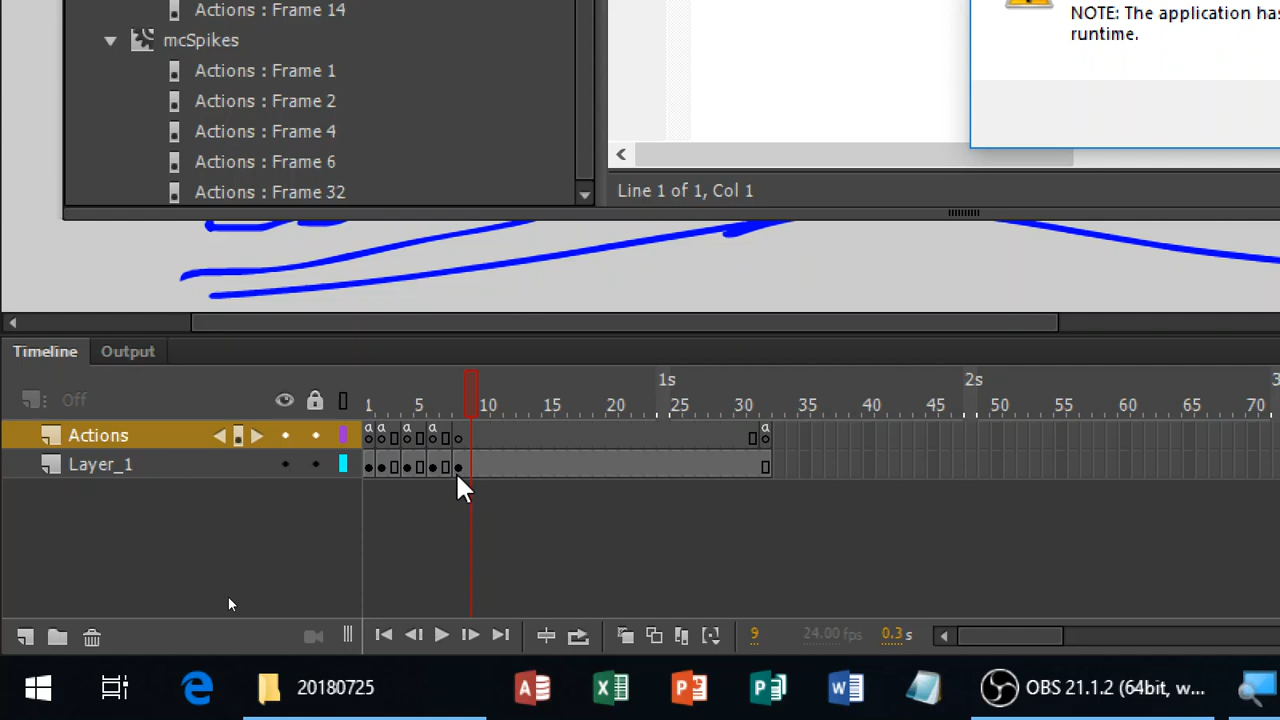 Actions : Frame 14
NOTE: The application has
runtime.
mcSpikes
Actions : Frame 1
Actions : Frame 2
Actions : Frame 4
Actions : Frame 6
Actions : Frame 32
Line 1 of 1, Col 1
Timeline Output
1s 2s
Off 1 5 10 15 20 25 30 35 40 45 50 55 60 65 70
a a a a a
Actions
Layer_1
9 24.00 fps 0.3 s
20180725
OBS 21.1.2 (64bit, w...